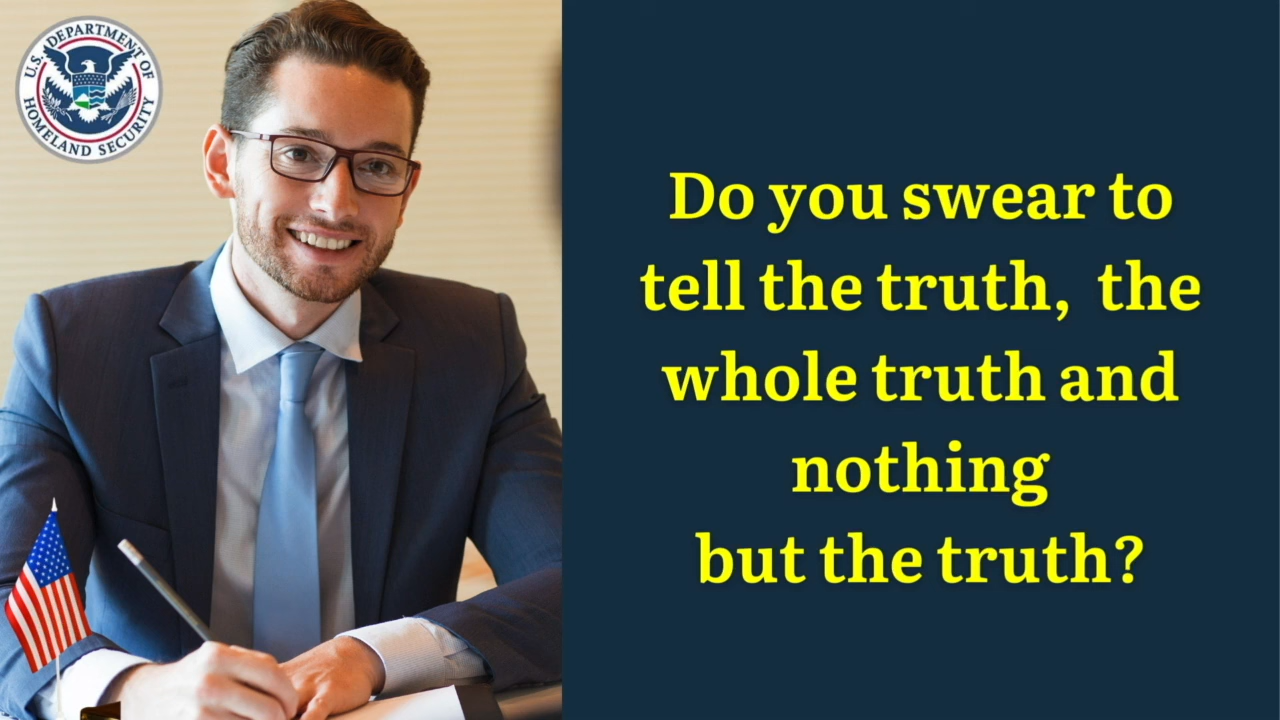 U.S. DEPARTMENT OF
HOMELAND SECURITY
Do you swear to
tell the truth,  the
whole truth and
nothing
but the truth?